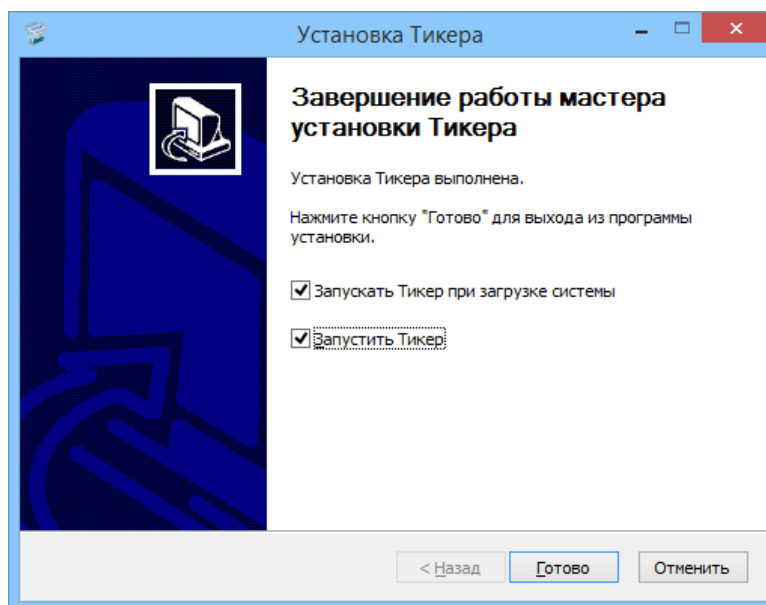 Установка Тикера
Завершение работы мастера
установки Тикера
Установка Тикера выполнена.
Нажмите кнопку "Готово" для выхода из программы
установки.
Запускать Тикер при загрузке системы
Запустить Тикер
< Назад Готово Отменить